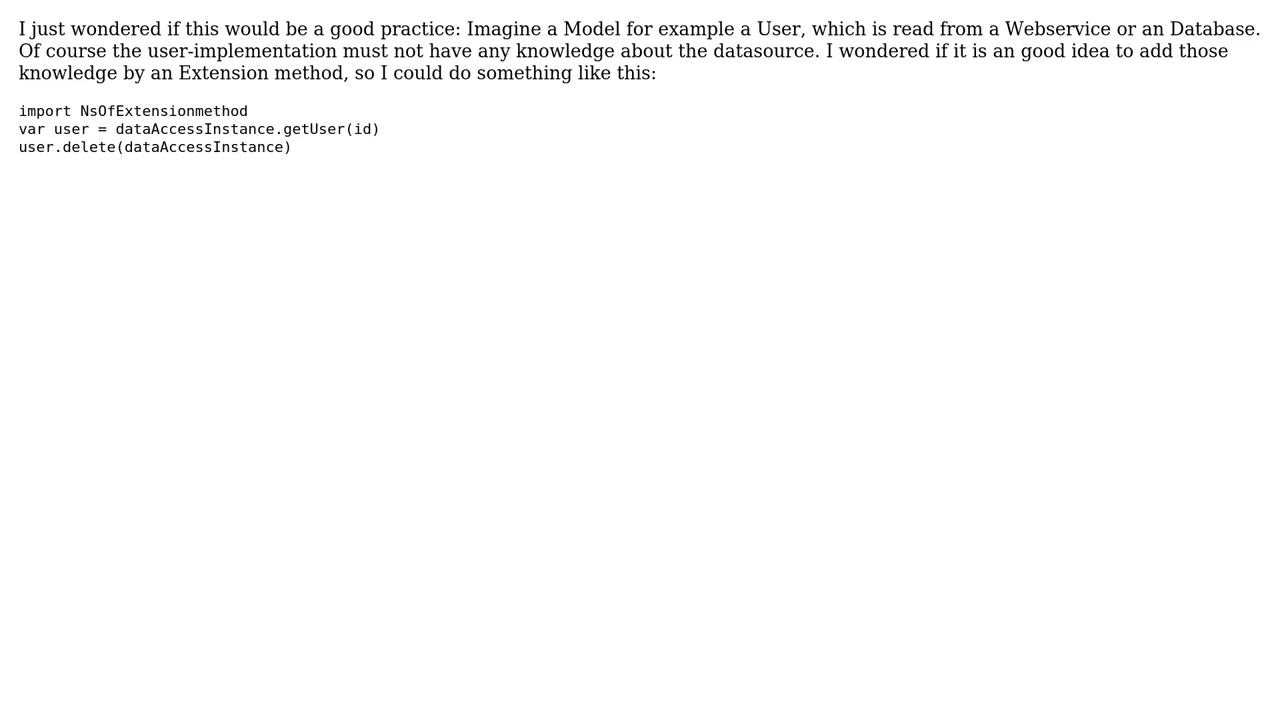 I just wondered if this would be a good practice: Imagine a Model for example a User, which is read from a Webservice or an Database.
Of course the user-implementation must not have any knowledge about the datasource. I wondered if it is an good idea to add those
knowledge by an Extension method, so I could do something like this:
import NsOfExtensionmethod
var user = dataAccessInstance.getUser(id)
user.delete(dataAccessInstance)